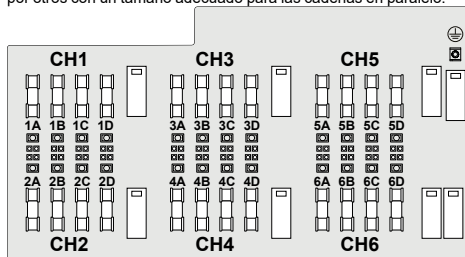 por otros con un tamaño adecuado para las cadenas en paralelo.
CH1 CH3 CH5
1A 1B 1C 1D 3A 3B 3C 3D 5A 5B 5C 5D
2A 2B 2C 2D 4A 4B 4C 4D 6A 6B 6C 6D
CH2 CH4 CH6